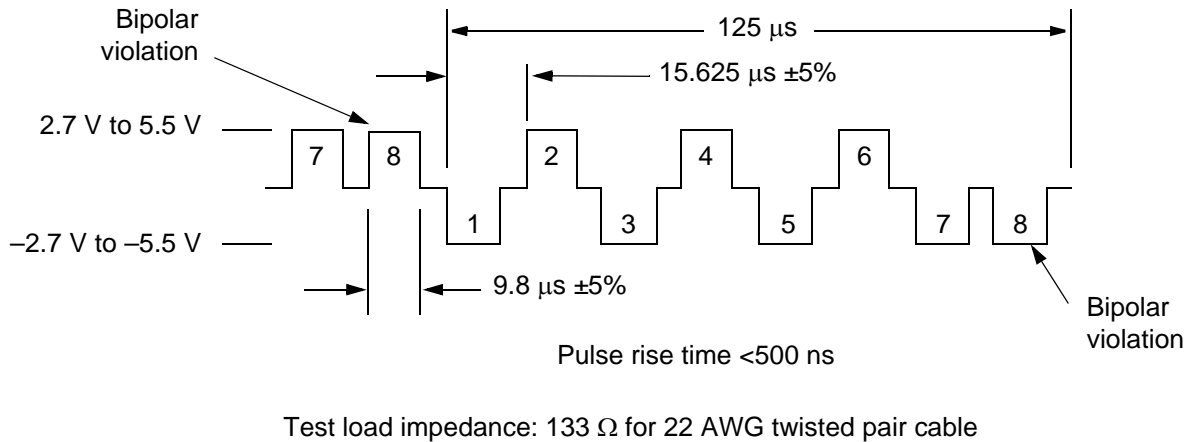 Bipolar
violation
125 μs
15.625 μs ±5%
2.7 V to 5.5 V
7
8
2
4
6
1
3
5
7
8
–2.7 V to –5.5 V
9.8 μs ±5%
Bipolar
violation
Pulse rise time <500 ns
Test load impedance: 133 Ω for 22 AWG twisted pair cable